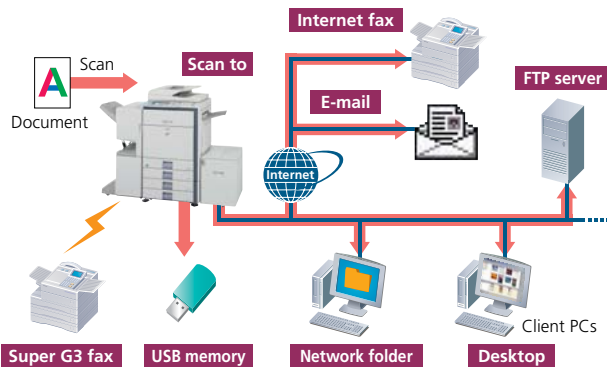 Internet fax
Scan
Scan to
FTP server
A
E-mail
Document
Internet
Client PCs
Super G3 fax
USB memory
Network folder
Desktop